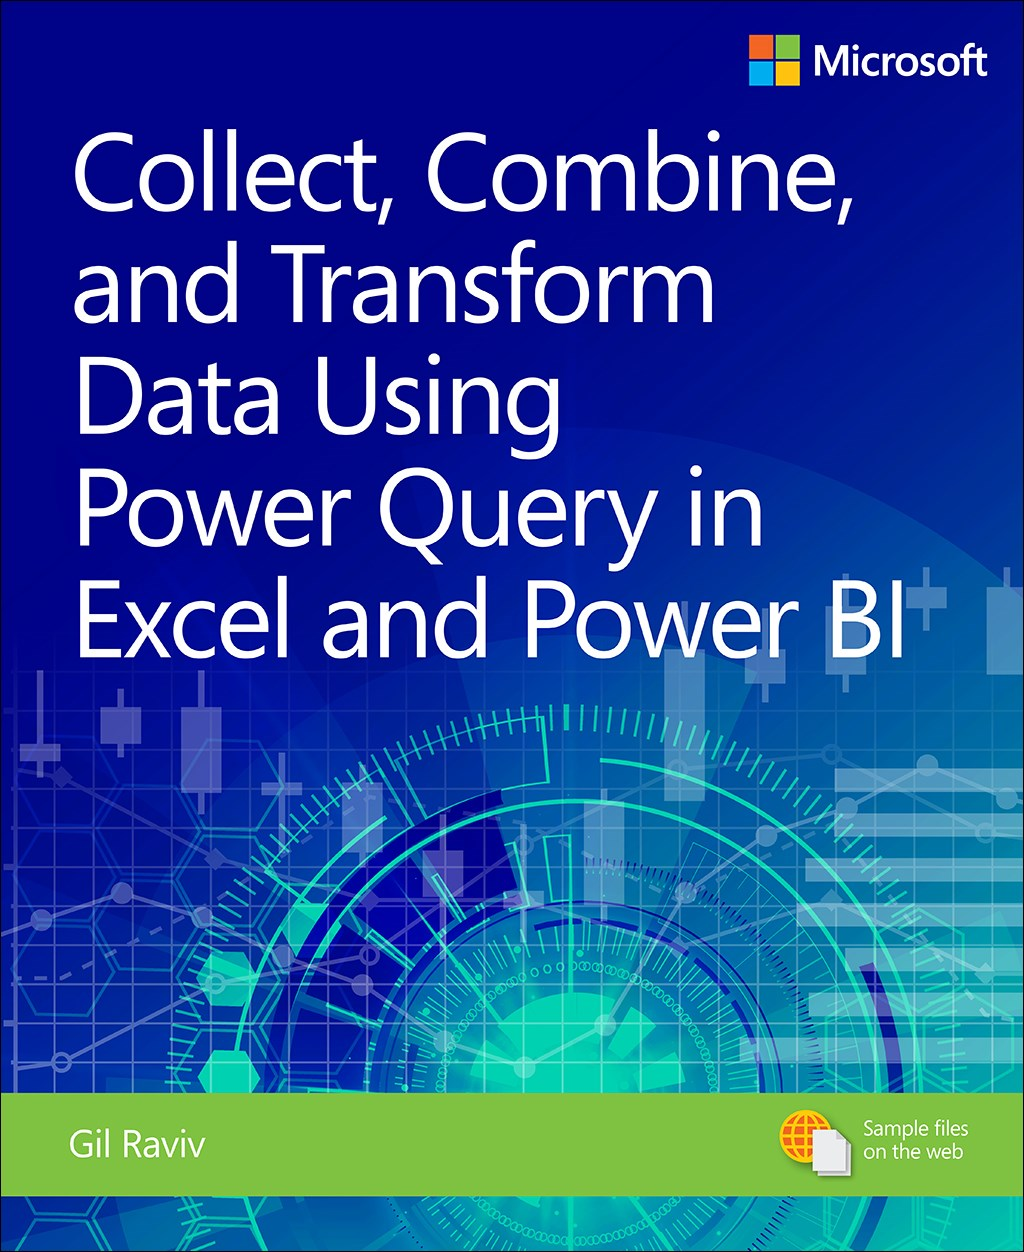 Microsoft
Collect, Combine,
and Transform
Data Using
Power Query in
Excel and Power BI
Gil Raviv
Sample files
on the web